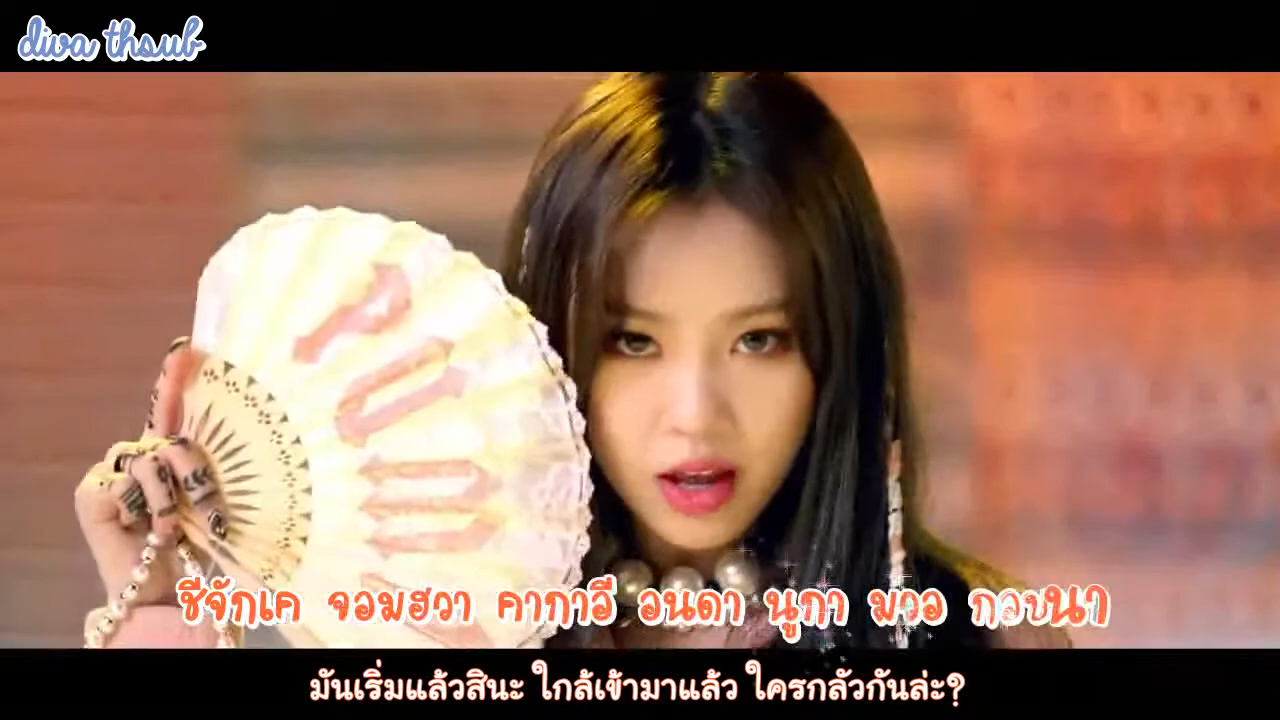 diva thsub
ชีจักเค จอมฮวา คากาอี อนดา นูกา มวอ กวอนา
มันเริ่มแล้วสินะ ใกล้เข้ามาแล้ว ใครกลัวกันล่ะ?